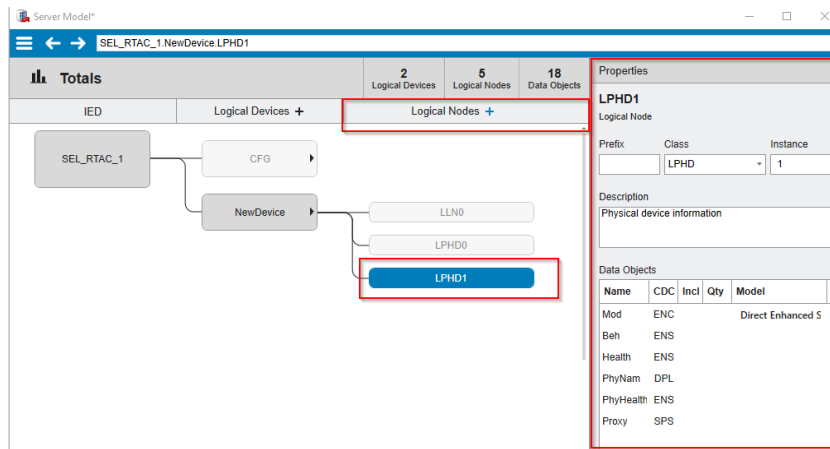 Server Model*
SEL_RTAC_1.NewDevice.LPHD1
Totals
2
Logical Devices
5
Logical Nodes
18
Data Objects
IED
Logical Devices +
Logical Nodes +
SEL_RTAC_1
CFG
NewDevice
LLN0
LPHD0
LPHD1
Properties
LPHD1
Logical Node
Prefix Class Instance
LPHD 1
Description
Physical device information
Data Objects
Name CDC Incl Qty Model
Mod ENC Direct Enhanced S
Beh ENS
Health ENS
PhyNam DPL
PhyHealth ENS
Proxy SPS